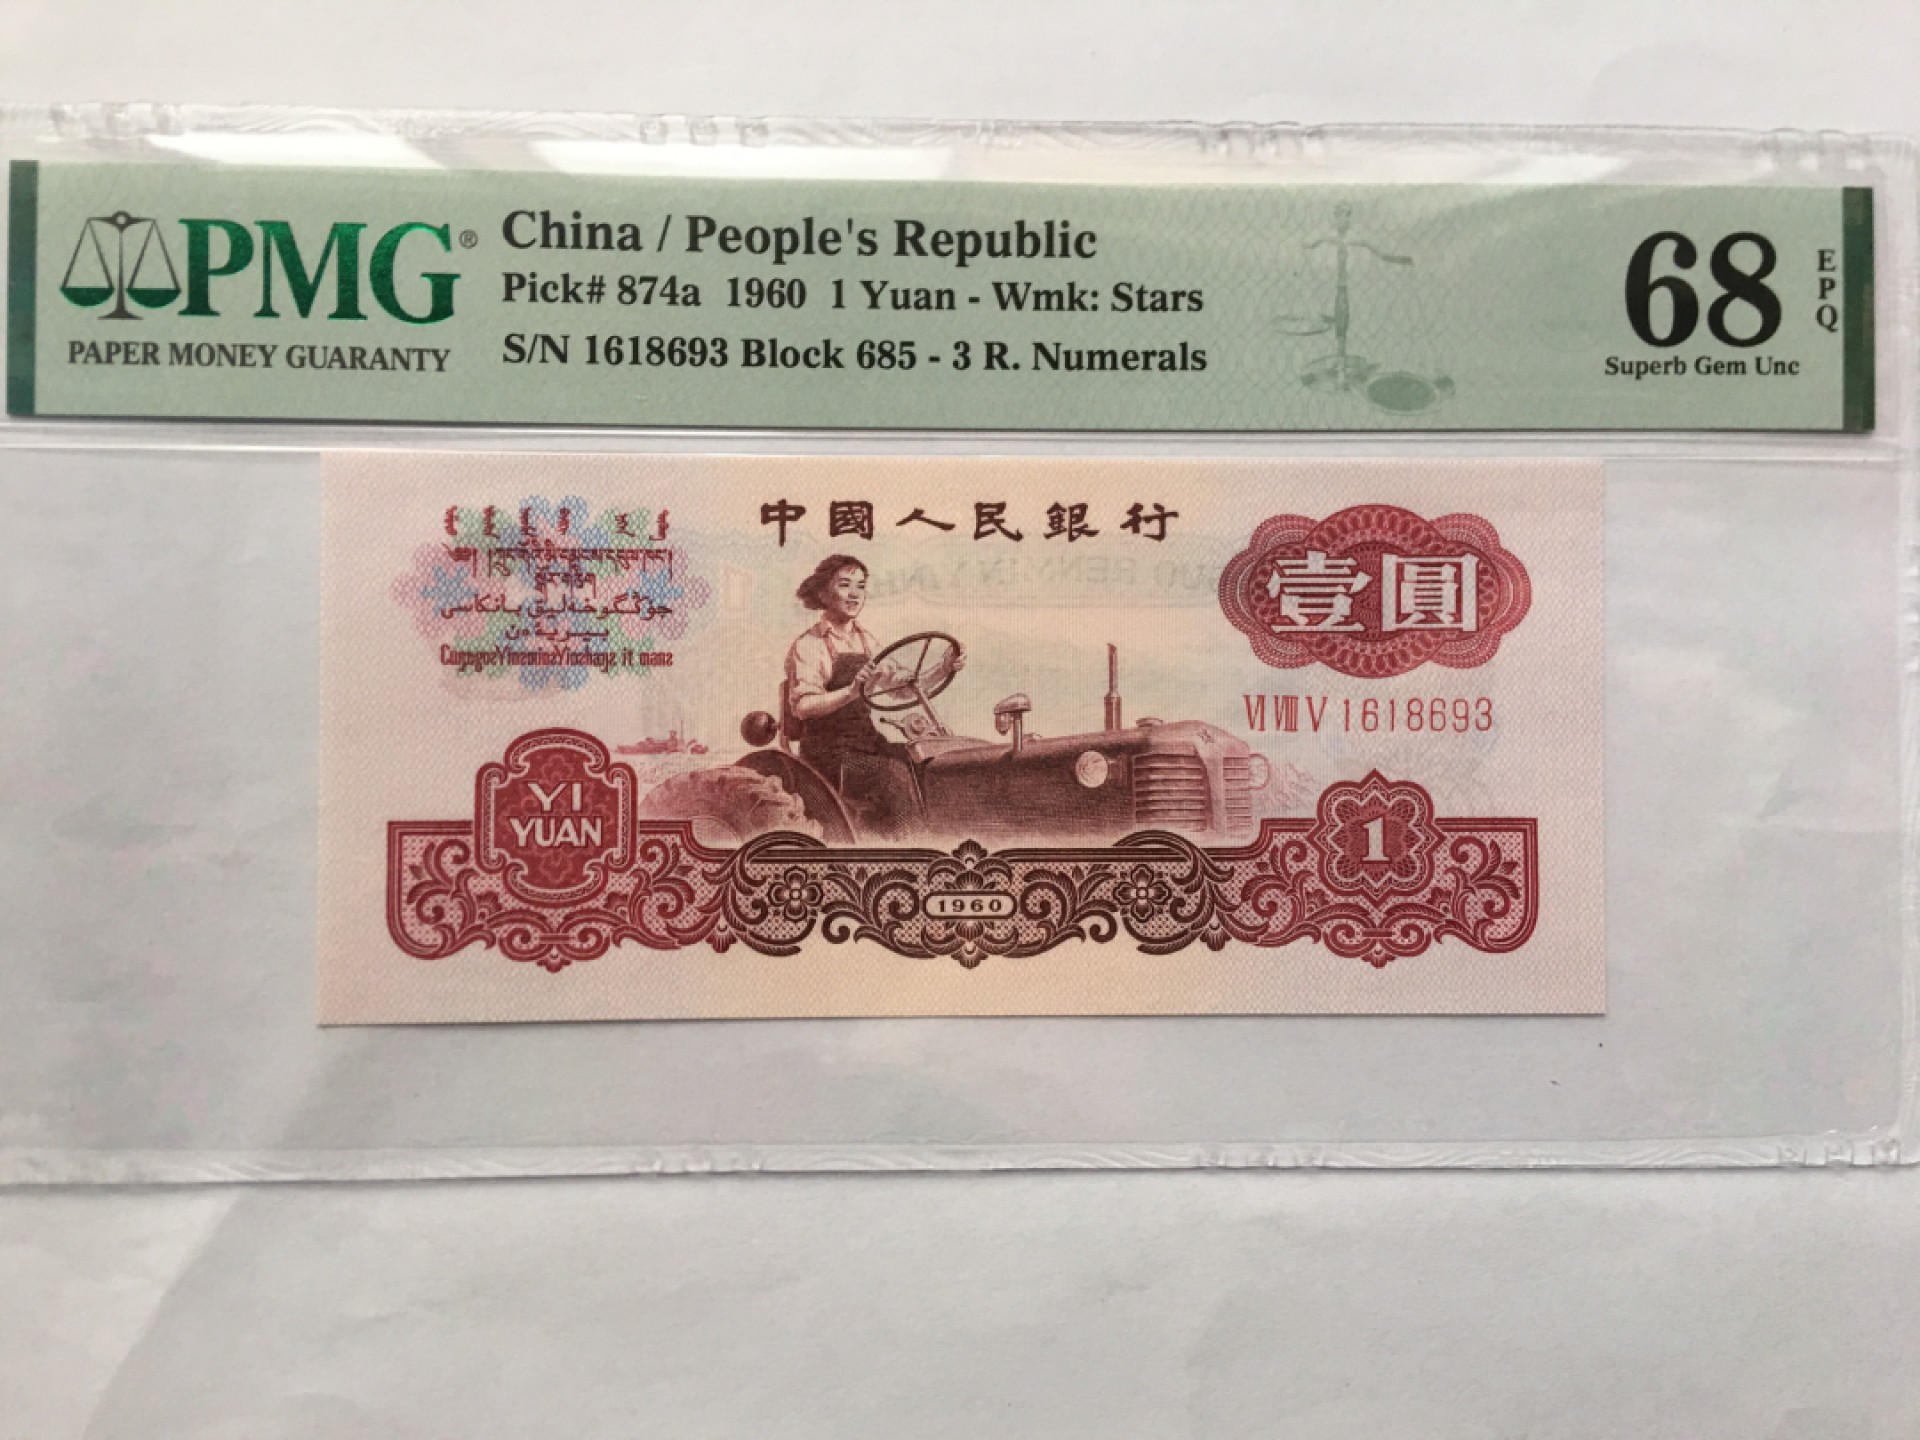 PMG®
PAPER MONEY GUARANTY
China / People's Republic
Pick# 874a 1960 1 Yuan - Wmk: Stars
S/N 1618693 Block 685 - 3 R. Numerals
68
EPQ
Superb Gem Unc
中國人民銀行
壹圓
VI VIII V 1618693
YI
YUAN
1960
1